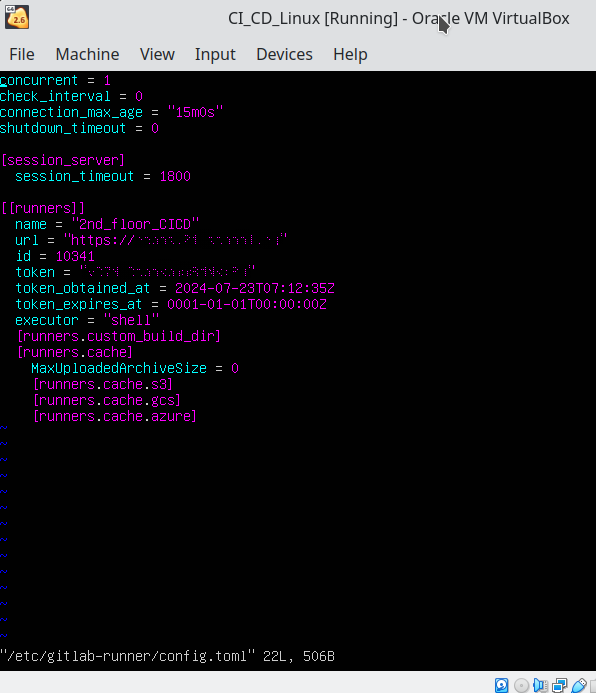 CI_CD_Linux [Running] - Oracle VM VirtualBox
File Machine View Input Devices Help
concurrent = 1
check_interval = 0
connection_max_age = "15m0s"
shutdown_timeout = 0
[session_server]
  session_timeout = 1800
[[runners]]
  name = "2nd_floor_CICD"
  url = "https://
  id = 10341
  token = "
  token_obtained_at = 2024-07-23T07:12:35Z
  token_expires_at = 0001-01-01T00:00:00Z
  executor = "shell"
  [runners.custom_build_dir]
  [runners.cache]
    MaxUploadedArchiveSize = 0
    [runners.cache.s3]
    [runners.cache.gcs]
    [runners.cache.azure]
~
~
~
~
~
~
~
~
~
~
~
~
~
~
"/etc/gitlab-runner/config.toml" 22L, 506B